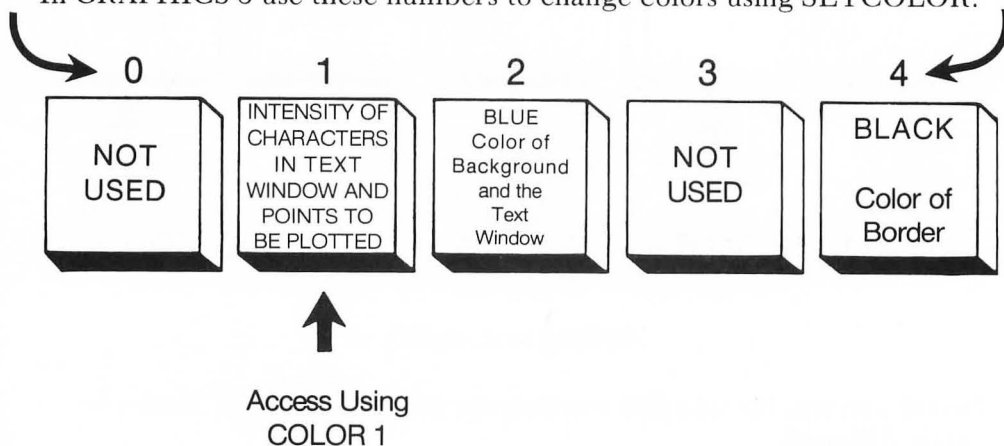 In GRAPHICS 8 use these numbers to change colors using SETCOLOR.
0 1 2 3 4
NOT
USED
INTENSITY OF
CHARACTERS
IN TEXT
WINDOW AND
POINTS TO
BE PLOTTED
BLUE
Color of
Background
and the
Text
Window
NOT
USED
BLACK
Color of
Border
Access Using
COLOR 1